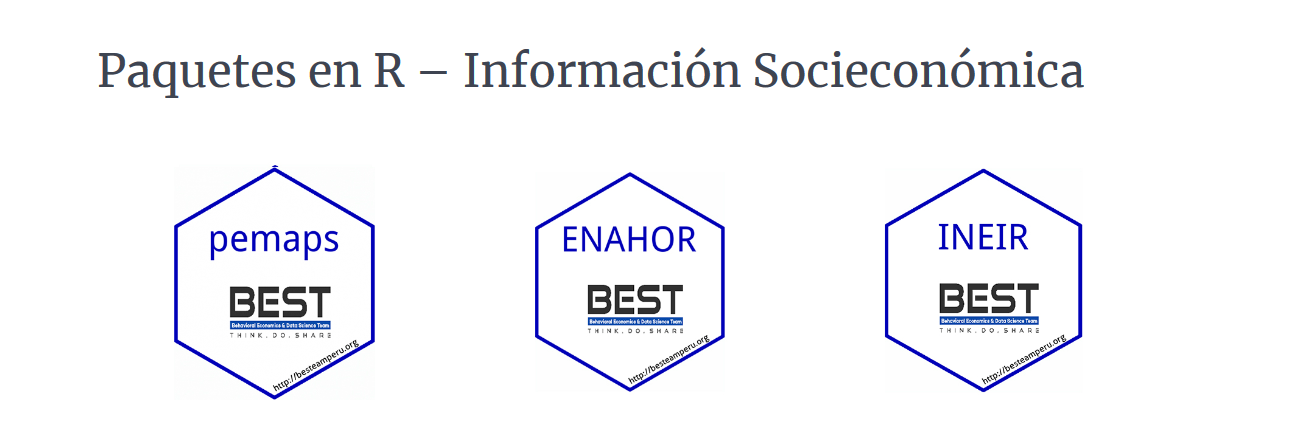 Paquetes en R – Información Socieconómica
pemaps
BEST
Behavioral Economics & Data Science Team
THINK. DO. SHARE
http://besteamperu.org
ENAHOR
BEST
Behavioral Economics & Data Science Team
THINK. DO. SHARE
http://besteamperu.org
INEIR
BEST
Behavioral Economics & Data Science Team
THINK. DO. SHARE
http://besteamperu.org